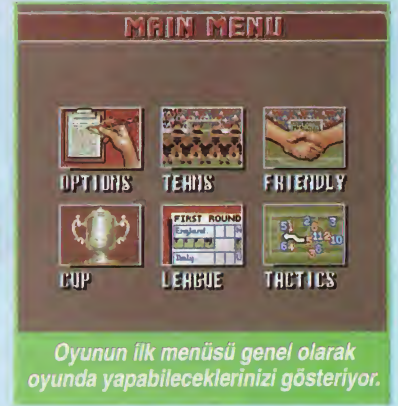 MAIN MENU
OPTIONS TEAMS FRIENDLY
FIRST ROUND
England
Italy
CUP LEAGUE TACTICS
Oyunun ilk menüsü genel olarak
oyunda yapabileceklerinizi gösteriyor.